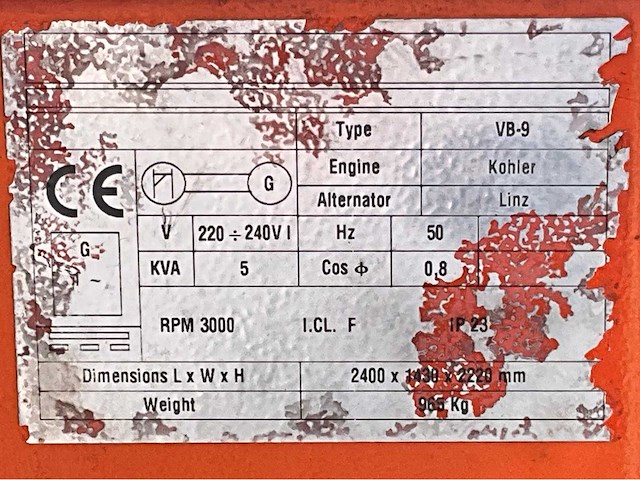 Type VB-9
Engine Kohler
CE G
Alternator Linz
V 220 ÷ 240V I Hz 50
G
~
KVA 5 Cos ϕ 0,8
RPM 3000 I.CL. F IP 23
Dimensions L x W x H 2400 x 1430 x 2220 mm
Weight 965 Kg